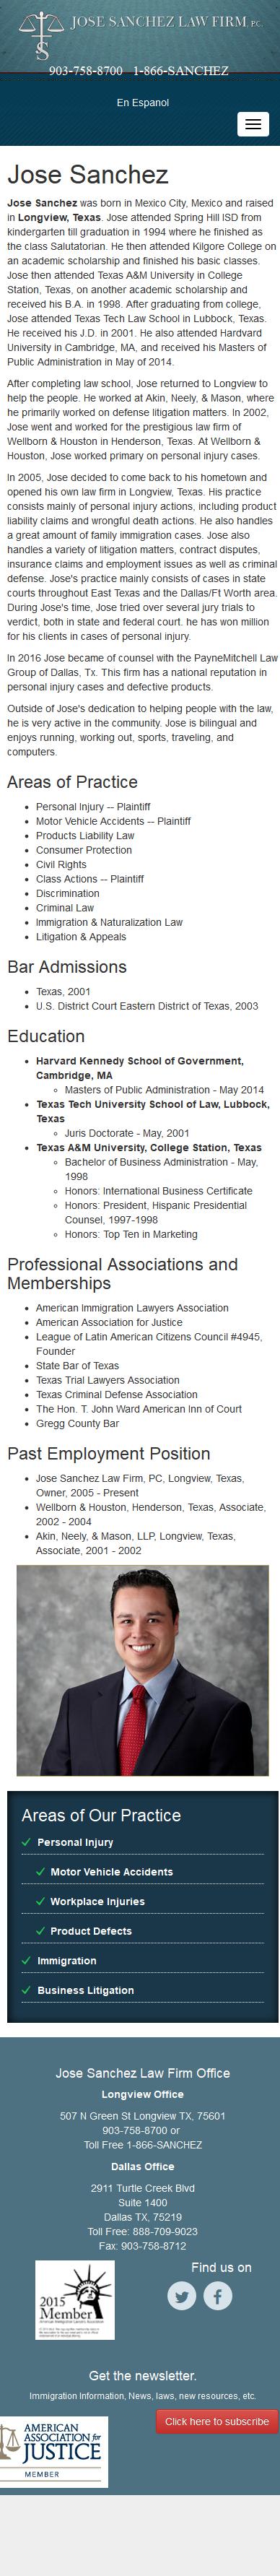 JOSE SANCHEZ LAW FIRM, P.C.
903-758-8700 1-866-SANCHEZ
En Espanol
Jose Sanchez
Jose Sanchez was born in Mexico City, Mexico and raised
in Longview, Texas. Jose attended Spring Hill ISD from
kindergarten till graduation in 1994 where he finished as
the class Salutatorian. He then attended Kilgore College on
an academic scholarship and finished his basic classes.
Jose then attended Texas A&M University in College
Station, Texas, on another academic scholarship and
received his B.A. in 1998. After graduating from college,
Jose attended Texas Tech Law School in Lubbock, Texas.
He received his J.D. in 2001. He also attended Hardvard
University in Cambridge, MA, and received his Masters of
Public Administration in May of 2014.
After completing law school, Jose returned to Longview to
help the people. He worked at Akin, Neely, & Mason, where
he primarily worked on defense litigation matters. In 2002,
Jose went and worked for the prestigious law firm of
Wellborn & Houston in Henderson, Texas. At Wellborn &
Houston, Jose worked primary on personal injury cases.
In 2005, Jose decided to come back to his hometown and
opened his own law firm in Longview, Texas. His practice
consists mainly of personal injury actions, including product
liability claims and wrongful death actions. He also handles
a great amount of family immigration cases. Jose also
handles a variety of litigation matters, contract disputes,
insurance claims and employment issues as well as criminal
defense. Jose's practice mainly consists of cases in state
courts throughout East Texas and the Dallas/Ft Worth area.
During Jose's time, Jose tried over several jury trials to
verdict, both in state and federal court. he has won million
for his clients in cases of personal injury.
In 2016 Jose became of counsel with the PayneMitchell Law
Group of Dallas, Tx. This firm has a national reputation in
personal injury cases and defective products.
Outside of Jose's dedication to helping people with the law,
he is very active in the community. Jose is bilingual and
enjoys running, working out, sports, traveling, and
computers.
Areas of Practice
Personal Injury -- Plaintiff
Motor Vehicle Accidents -- Plaintiff
Products Liability Law
Consumer Protection
Civil Rights
Class Actions -- Plaintiff
Discrimination
Criminal Law
Immigration & Naturalization Law
Litigation & Appeals
Bar Admissions
Texas, 2001
U.S. District Court Eastern District of Texas, 2003
Education
Harvard Kennedy School of Government,
Cambridge, MA
Masters of Public Administration - May 2014
Texas Tech University School of Law, Lubbock,
Texas
Juris Doctorate - May, 2001
Texas A&M University, College Station, Texas
Bachelor of Business Administration - May,
1998
Honors: International Business Certificate
Honors: President, Hispanic Presidential
Counsel, 1997-1998
Honors: Top Ten in Marketing
Professional Associations and
Memberships
American Immigration Lawyers Association
American Association for Justice
League of Latin American Citizens Council #4945,
Founder
State Bar of Texas
Texas Trial Lawyers Association
Texas Criminal Defense Association
The Hon. T. John Ward American Inn of Court
Gregg County Bar
Past Employment Position
Jose Sanchez Law Firm, PC, Longview, Texas,
Owner, 2005 - Present
Wellborn & Houston, Henderson, Texas, Associate,
2002 - 2004
Akin, Neely, & Mason, LLP, Longview, Texas,
Associate, 2001 - 2002
Areas of Our Practice
Personal Injury
Motor Vehicle Accidents
Workplace Injuries
Product Defects
Immigration
Business Litigation
Jose Sanchez Law Firm Office
Longview Office
507 N Green St Longview TX, 75601
903-758-8700 or
Toll Free 1-866-SANCHEZ
Dallas Office
2911 Turtle Creek Blvd
Suite 1400
Dallas TX, 75219
Toll Free: 888-709-9023
Fax: 903-758-8712
2015
Member
Find us on
Get the newsletter.
Immigration Information, News, laws, new resources, etc.
Click here to subscribe
AMERICAN
ASSOCIATION for
JUSTICE
MEMBER